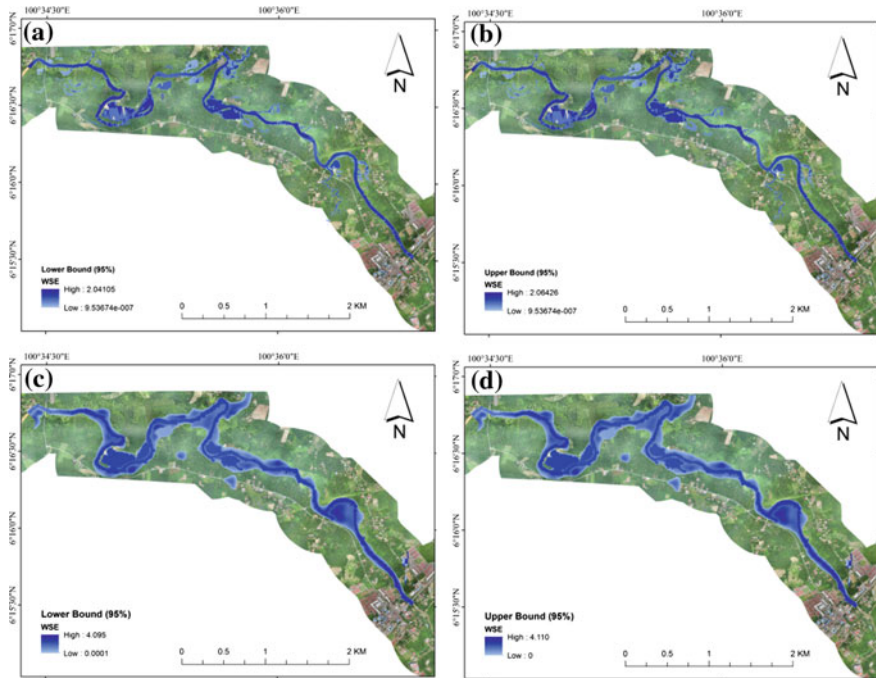 100°34'30"E 100°36'0"E
(a)
6°17'0"N
6°16'30"N
6°16'0"N
6°15'30"N
N
Lower Bound (95%)
WSE
High : 2.04105
Low : 9.53674e-007
0 0.5 1 2 KM
100°34'30"E 100°36'0"E
(b)
6°17'0"N
6°16'30"N
6°16'0"N
6°15'30"N
N
Upper Bound (95%)
WSE
High : 2.06426
Low : 9.53674e-007
0 0.5 1 2 KM
100°34'30"E 100°36'0"E
(c)
6°17'0"N
6°16'30"N
6°16'0"N
6°15'30"N
N
Lower Bound (95%)
WSE
High : 4.095
Low : 0.0001
0 0.5 1 2 KM
100°34'30"E 100°36'0"E
(d)
6°17'0"N
6°16'30"N
6°16'0"N
6°15'30"N
N
Upper Bound (95%)
WSE
High : 4.110
Low : 0
0 0.5 1 2 KM